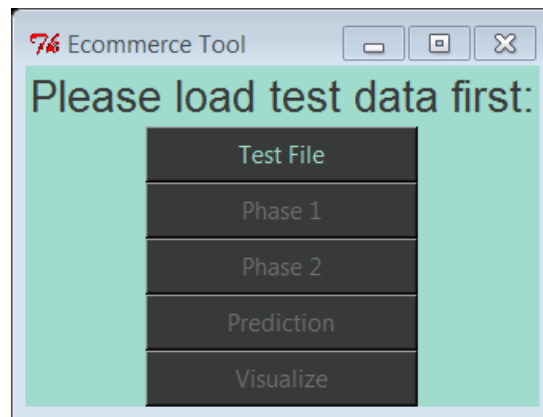 Ecommerce Tool
Please load test data first:
Test File
Phase 1
Phase 2
Prediction
Visualize